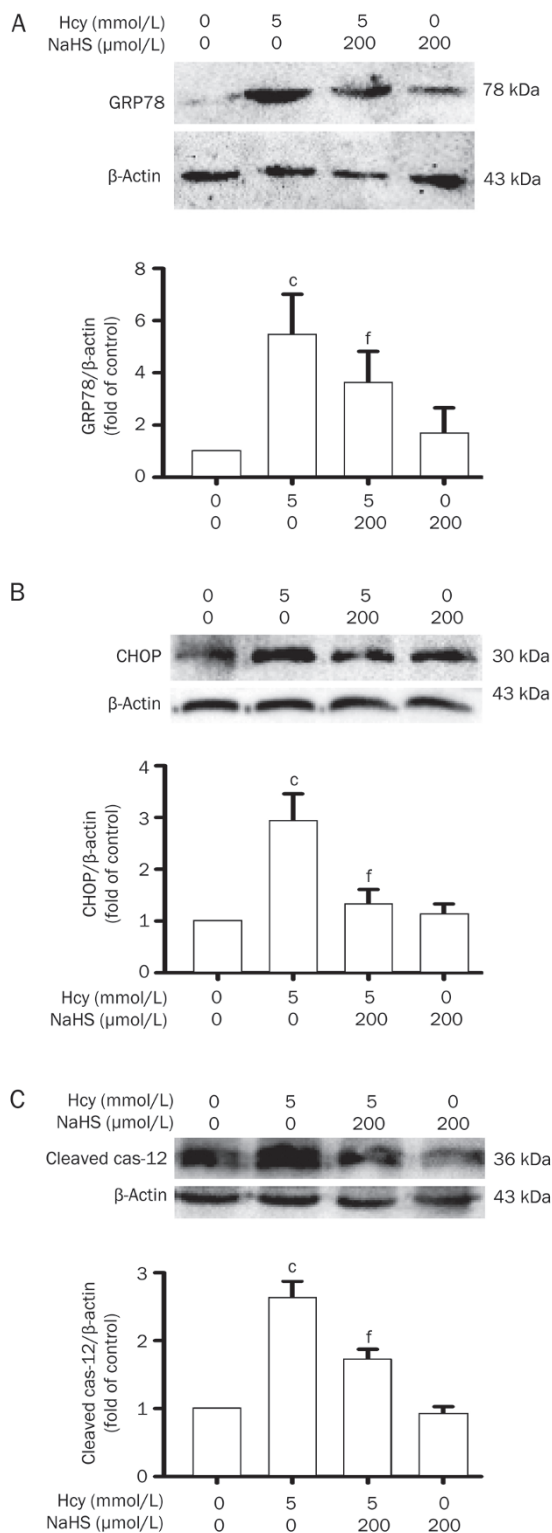 A
Hcy (mmol/L) 0 5 5 0
NaHS (µmol/L) 0 0 200 200
GRP78 78 kDa
β-Actin 43 kDa
GRP78/β-actin
(fold of control)
8
6
4
2
0
c
f
0 5 5 0
0 0 200 200
B
0 5 5 0
0 0 200 200
CHOP 30 kDa
β-Actin 43 kDa
CHOP/β-actin
(fold of control)
4
3
2
1
0
c
f
Hcy (mmol/L) 0 5 5 0
NaHS (µmol/L) 0 0 200 200
C
Hcy (mmol/L) 0 5 5 0
NaHS (µmol/L) 0 0 200 200
Cleaved cas-12 36 kDa
β-Actin 43 kDa
Cleaved cas-12/β-actin
(fold of control)
3
2
1
0
c
f
Hcy (mmol/L) 0 5 5 0
NaHS (µmol/L) 0 0 200 200